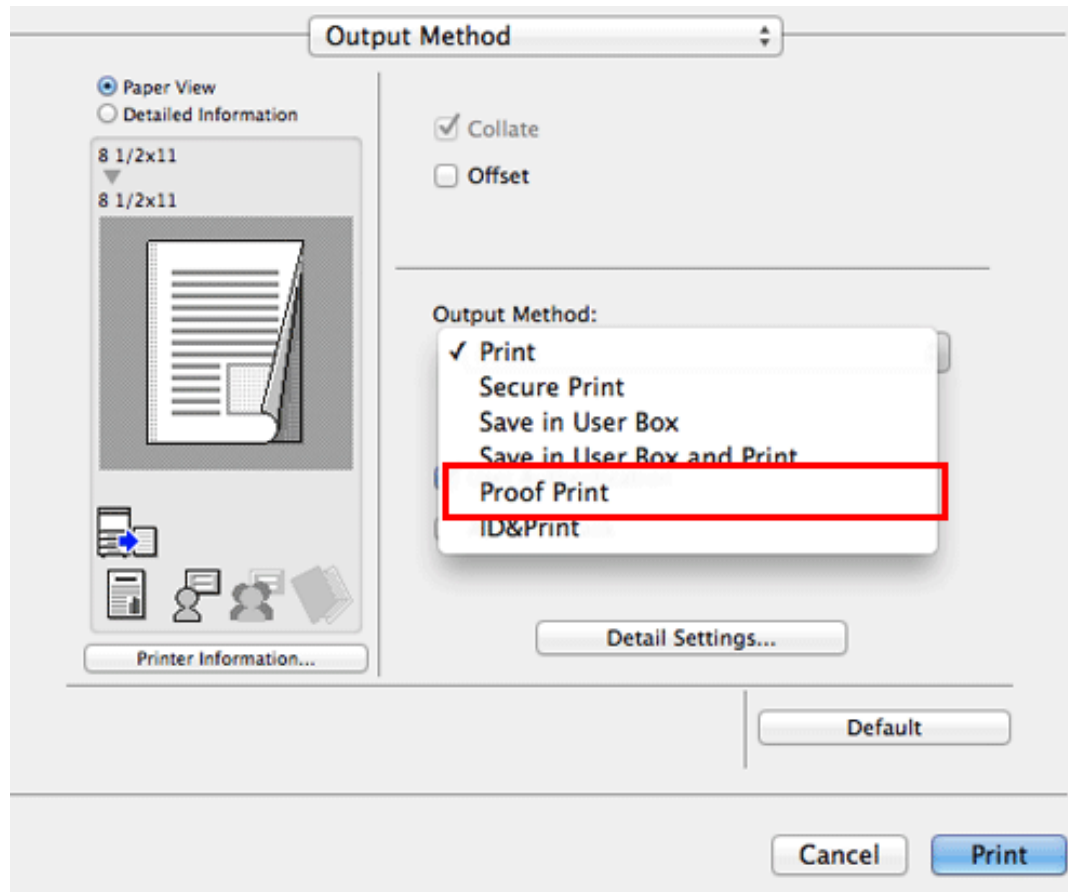 Output Method
Paper View
Detailed Information
8 1/2x11
8 1/2x11
Printer Information...
Collate
Offset
Output Method:
Print
Secure Print
Save in User Box
Save in User Box and Print
Proof Print
ID&Print
Detail Settings...
Default
Cancel
Print